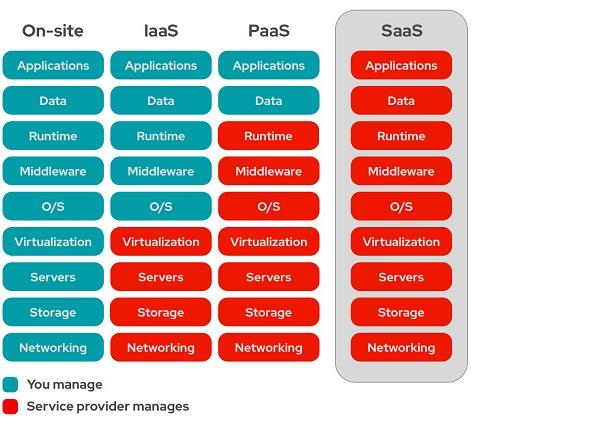 On-site IaaS PaaS SaaS
Applications Applications Applications Applications
Data Data Data Data
Runtime Runtime Runtime Runtime
Middleware Middleware Middleware Middleware
O/S O/S O/S O/S
Virtualization Virtualization Virtualization Virtualization
Servers Servers Servers Servers
Storage Storage Storage Storage
Networking Networking Networking Networking
You manage
Service provider manages